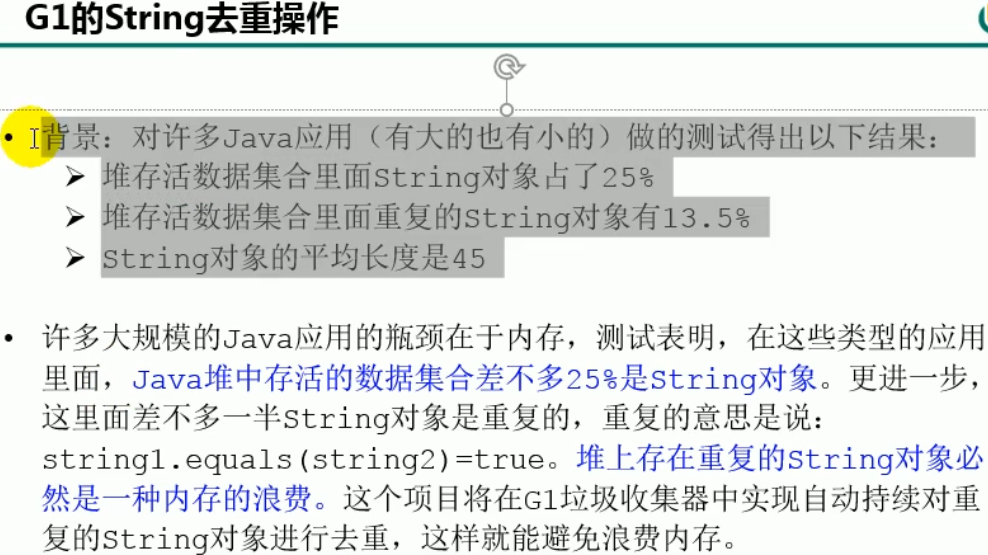 G1的String去重操作
• 背景：对许多Java应用（有大的也有小的）做的测试得出以下结果：
➢ 堆存活数据集合里面String对象占了25%
➢ 堆存活数据集合里面重复的String对象有13.5%
➢ String对象的平均长度是45
• 许多大规模的Java应用的瓶颈在于内存，测试表明，在这些类型的应用
里面，Java堆中存活的数据集合差不多25%是String对象。更进一步，
这里面差不多一半String对象是重复的，重复的意思是说：
string1.equals(string2)=true。堆上存在重复的String对象必
然是一种内存的浪费。这个项目将在G1垃圾收集器中实现自动持续对重
复的String对象进行去重，这样就能避免浪费内存。